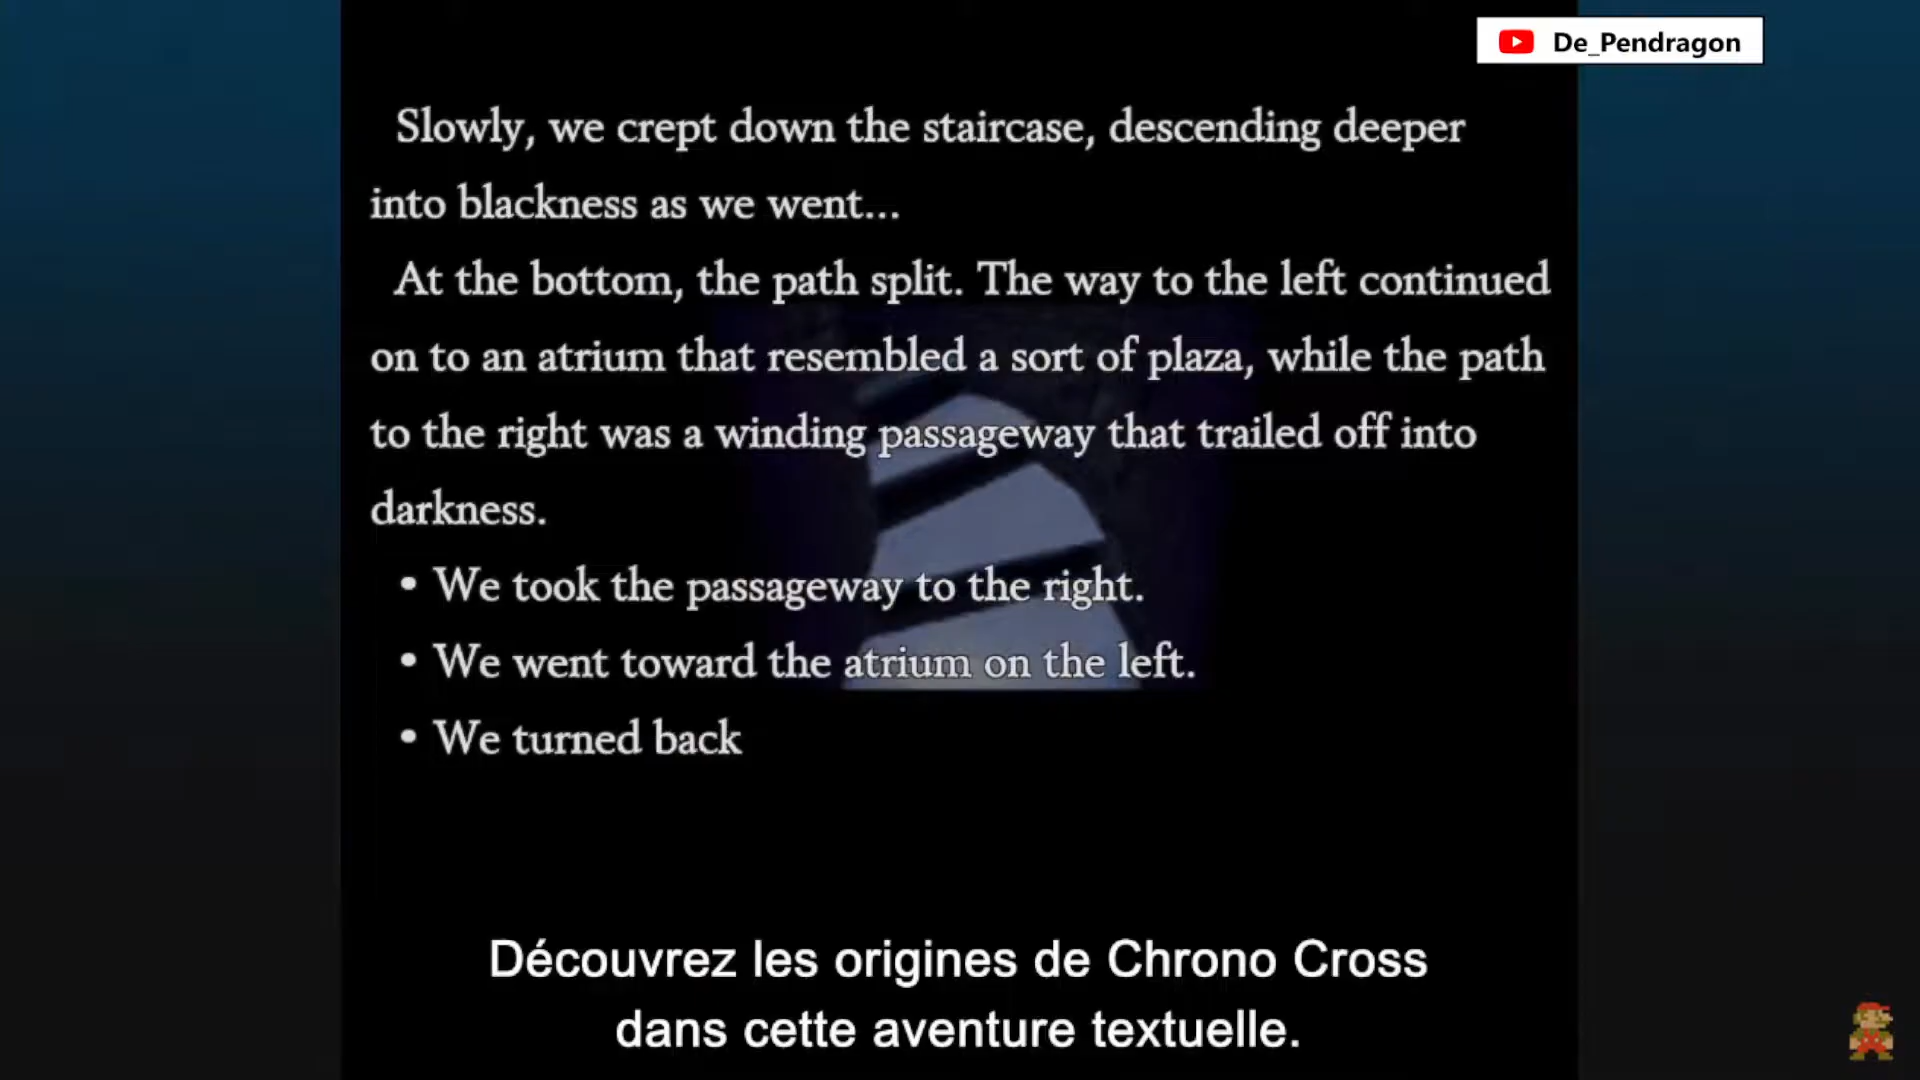 De_Pendragon
Slowly, we crept down the staircase, descending deeper
into blackness as we went...
At the bottom, the path split. The way to the left continued
on to an atrium that resembled a sort of plaza, while the path
to the right was a winding passageway that trailed off into
darkness.
• We took the passageway to the right.
• We went toward the atrium on the left.
• We turned back
Découvrez les origines de Chrono Cross
dans cette aventure textuelle.